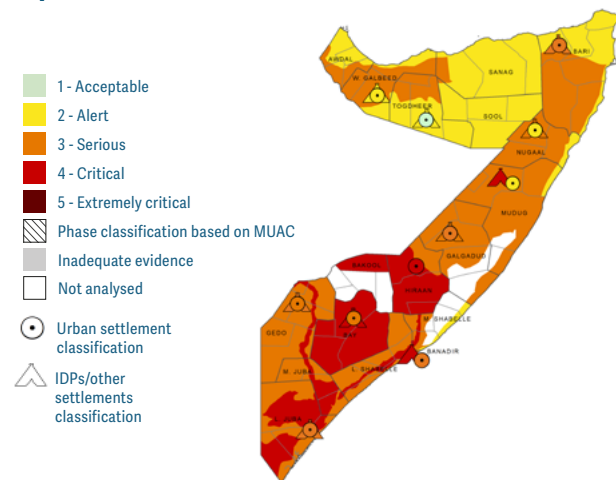 1 - Acceptable
2 - Alert
3 - Serious
4 - Critical
5 - Extremely critical
Phase classification based on MUAC
Inadequate evidence
Not analysed
Urban settlement
classification
IDPs/other
settlements
classification
AWDAL
W. GALBEED
TOGDHEER
SANAG
BARI
SOOL
NUGAAL
MUDUG
GALGADUD
BAKOOL
HIRAAN
M. SHABELLE
BANADIR
GEDO
BAY
L. SHABELLE
M. JUBA
L. JUBA